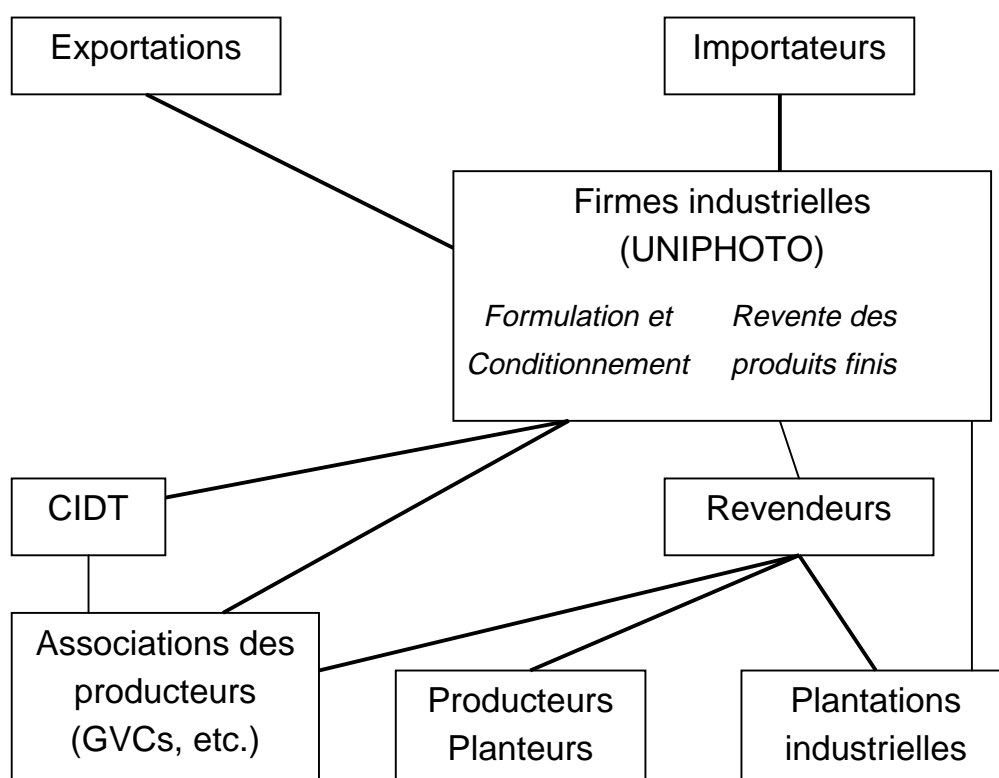 Exportations
Importateurs
Firmes industrielles
(UNIPHOTO)
Formulation et
Conditionnement
Revente des
produits finis
CIDT
Revendeurs
Associations des
producteurs
(GVCs, etc.)
Producteurs
Planteurs
Plantations
industrielles